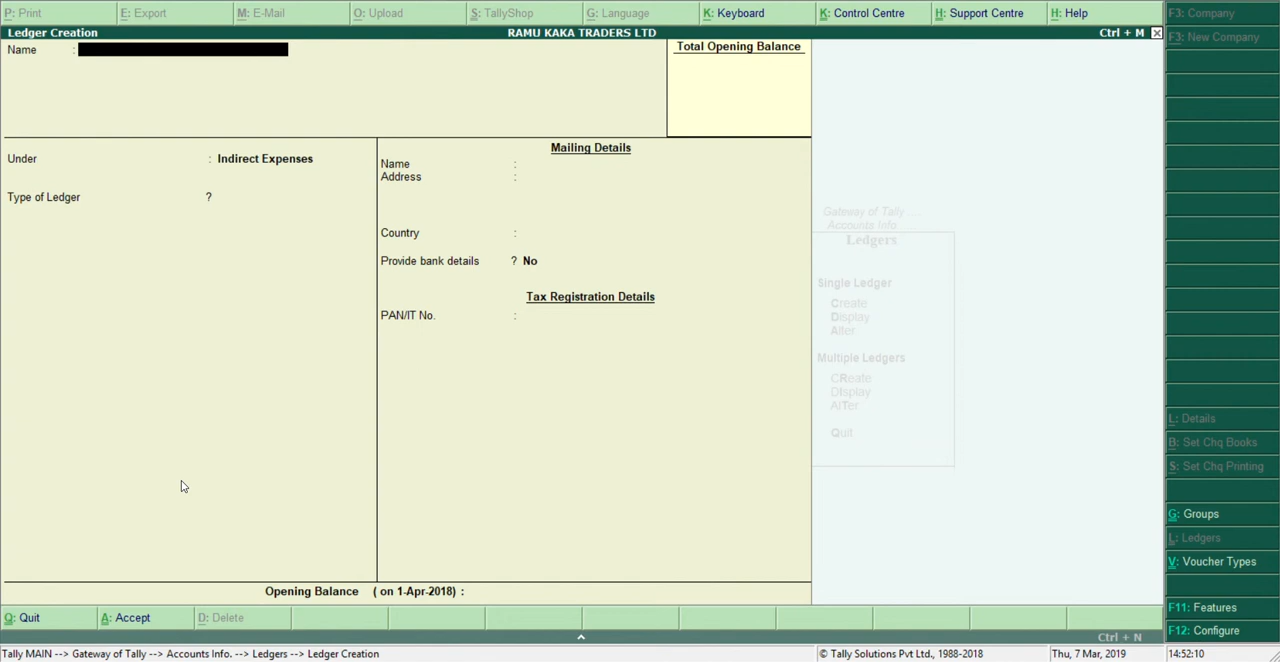 P: Print
E: Export
M: E-Mail
O: Upload
S: TallyShop
G: Language
K: Keyboard
K: Control Centre
H: Support Centre
H: Help
F3: Company
Ledger Creation
RAMU KAKA TRADERS LTD
Ctrl + M
F3: New Company
Name :
Total Opening Balance
Under : Indirect Expenses
Type of Ledger ?
Mailing Details
Name :
Address :
Country :
Provide bank details ? No
Tax Registration Details
PAN/IT No. :
Gateway of Tally .....
Accounts Info. ....
Ledgers
Single Ledger
Create
Display
Alter
Multiple Ledgers
CReate
DIsplay
AlTer
Quit
L: Details
B: Set Chq Books
S: Set Chq Printing
G: Groups
L: Ledgers
V: Voucher Types
F11: Features
F12: Configure
Opening Balance ( on 1-Apr-2018) :
Q: Quit
A: Accept
D: Delete
Ctrl + N
Tally MAIN --> Gateway of Tally --> Accounts Info. --> Ledgers --> Ledger Creation
© Tally Solutions Pvt Ltd., 1988-2018
Thu, 7 Mar, 2019
14:52:10